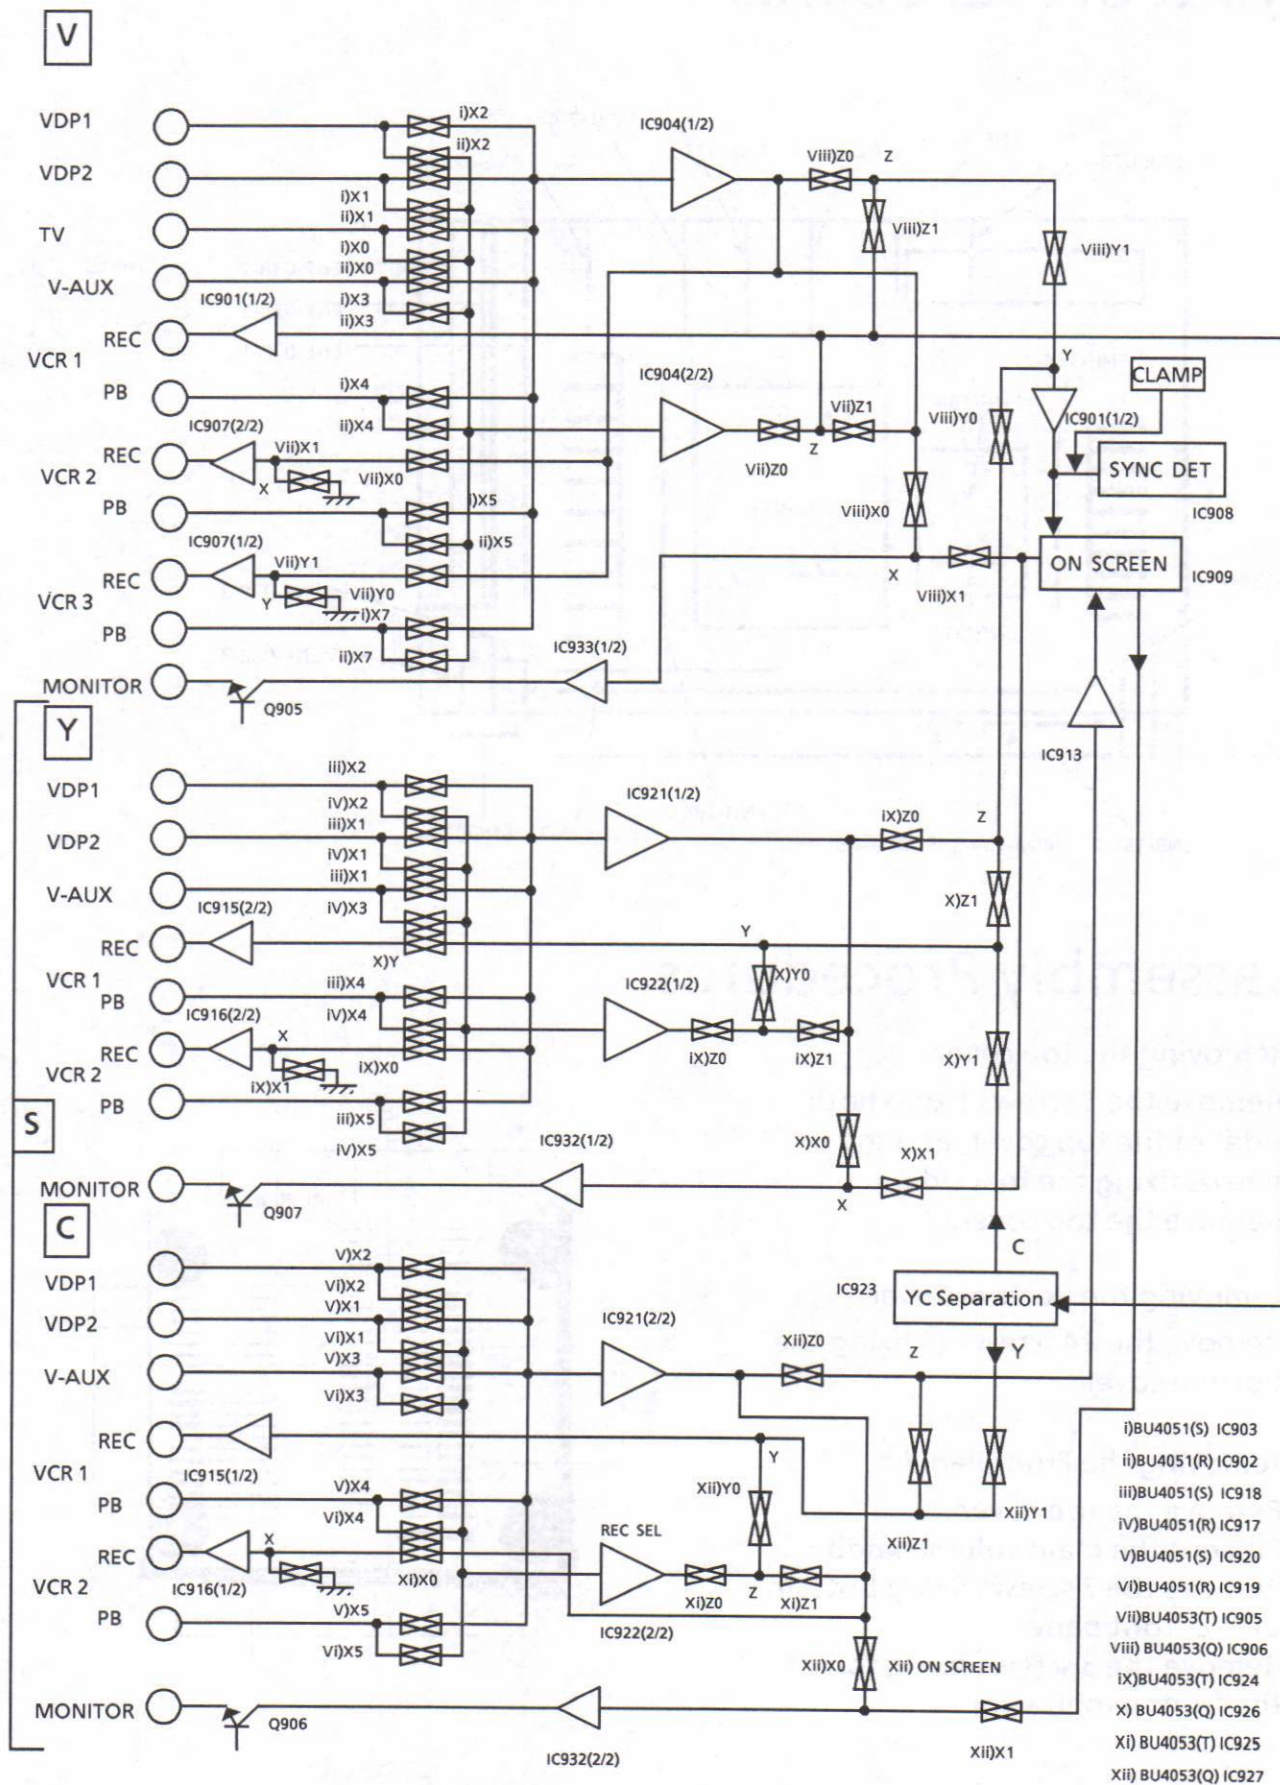 V
VDP1
i)X2
IC904(1/2)
ii)X2
Viii)Z0
Z
VDP2
i)X1
ii)X1
Viii)Z1
TV
i)X0
ii)X0
Viii)Y1
V-AUX
IC901(1/2)
i)X3
ii)X3
REC
VCR 1
IC904(2/2)
Y
CLAMP
PB
i)X4
Vii)Z1
Viii)Y0
IC901(1/2)
IC907(2/2)
ii)X4
REC
Vii)X1
Z
SYNC DET
VCR 2
X
Vii)X0
Vii)Z0
PB
i)X5
Viii)X0
IC908
IC907(1/2)
ii)X5
REC
Vii)Y1
X
ON SCREEN
IC909
VCR 3
Y
Vii)Y0
Viii)X1
i)X7
PB
ii)X7
IC933(1/2)
MONITOR
Q905
Y
IC913
VDP1
iii)X2
IC921(1/2)
iV)X2
iX)Z0
Z
VDP2
iii)X1
iV)X1
V-AUX
iii)X1
X)Z1
IC915(2/2)
iV)X3
REC
Y
X)Y
VCR 1
iii)X4
IC922(1/2)
X)Y0
PB
iV)X4
IC916(2/2)
X
REC
iX)X0
iX)Z0
iX)Z1
X)Y1
VCR 2
iX)X1
PB
iii)X5
S
iV)X5
IC932(1/2)
X)X0
X)X1
MONITOR
Q907
X
C
C
VDP1
V)X2
Vi)X2
IC923
YC Separation
V)X1
VDP2
Vi)X1
IC921(2/2)
Xii)Z0
Z
Y
V-AUX
V)X3
Vi)X3
REC
Y
VCR 1
IC915(1/2)
V)X4
Xii)Y0
Xii)Y1
PB
Vi)X4
REC SEL
Xii)Z1
REC
X
IC916(1/2)
Xi)X0
Xi)Z0
Z
Xi)Z1
VCR 2
V)X5
PB
IC922(2/2)
Vi)X5
Xii)X0
Xii) ON SCREEN
MONITOR
Q906
IC932(2/2)
Xii)X1
i)BU4051(S) IC903
ii)BU4051(R) IC902
iii)BU4051(S) IC918
iV)BU4051(R) IC917
V)BU4051(S) IC920
Vi)BU4051(R) IC919
Vii)BU4053(T) IC905
Viii) BU4053(Q) IC906
iX)BU4053(T) IC924
X) BU4053(Q) IC926
Xi) BU4053(T) IC925
Xii) BU4053(Q) IC927